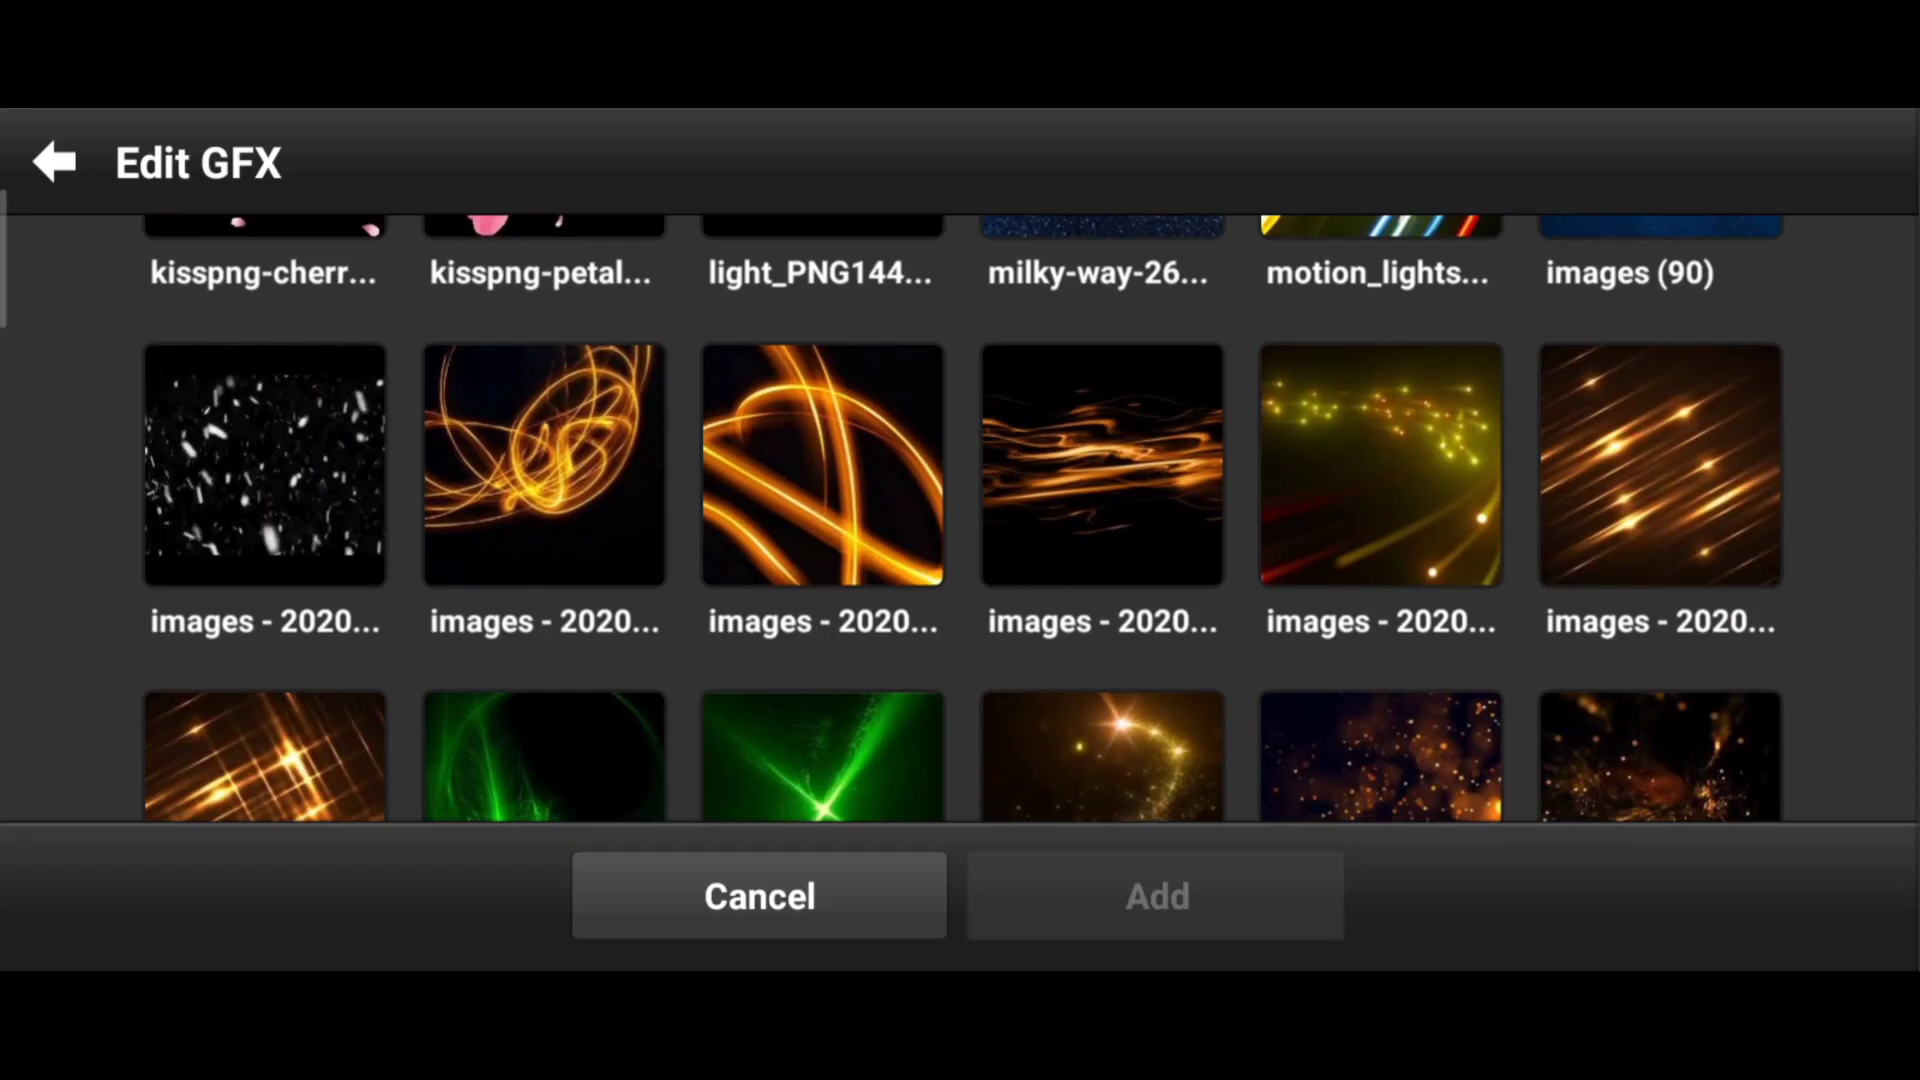 Edit GFX
kisspng-cherr...
kisspng-petal...
light_PNG144...
milky-way-26...
motion_lights...
images (90)
images - 2020...
images - 2020...
images - 2020...
images - 2020...
images - 2020...
images - 2020...
Cancel
Add